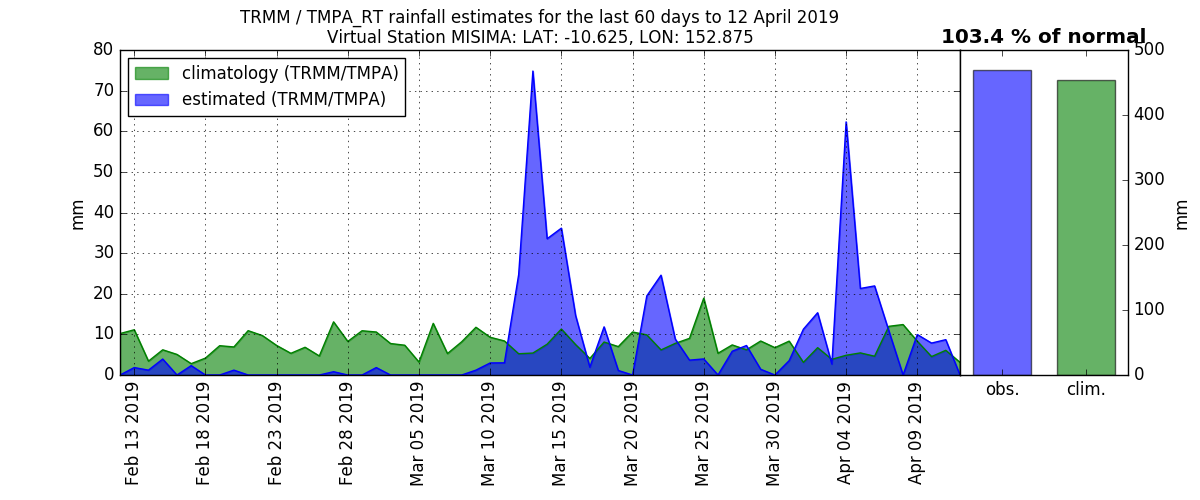 TRMM / TMPA_RT rainfall estimates for the last 60 days to 12 April 2019
Virtual Station MISIMA: LAT: -10.625, LON: 152.875
103.4 % of normal
climatology (TRMM/TMPA)
estimated (TRMM/TMPA)
80
70
60
50
40
30
20
10
0
mm
Feb 13 2019
Feb 18 2019
Feb 23 2019
Feb 28 2019
Mar 05 2019
Mar 10 2019
Mar 15 2019
Mar 20 2019
Mar 25 2019
Mar 30 2019
Apr 04 2019
Apr 09 2019
500
400
300
200
100
0
mm
obs.
clim.